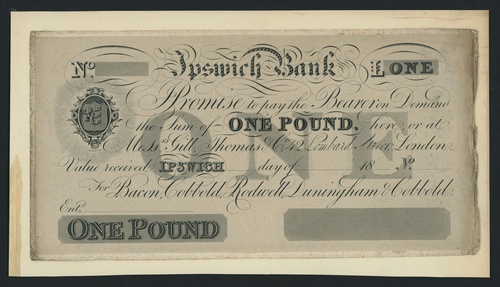 No. Ipswich Bank £ ONE
I Promise to pay the Bearer on Demand
the Sum of ONE POUND, here or at
Messrs. Gill, Thomas & Co. 42 Lombard Street, London
Value received IPSWICH day of 18 No.
For Bacon, Cobbold, Rodwell, Dunningham & Cobbold.
Ent.
ONE POUND
ONE